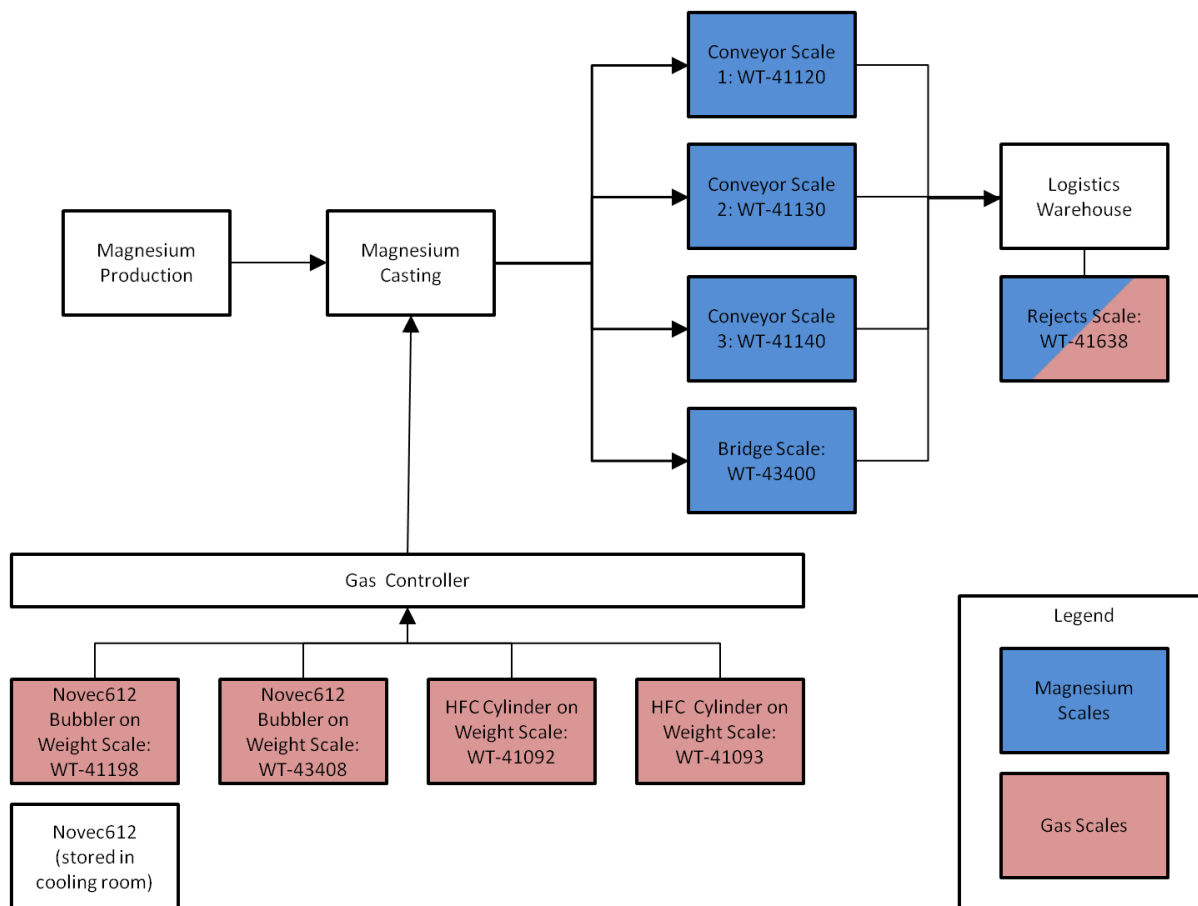 Conveyor Scale
1: WT-41120
Conveyor Scale
2: WT-41130
Logistics
Warehouse
Magnesium
Production
Magnesium
Casting
Conveyor Scale
3: WT-41140
Rejects Scale:
WT-41638
Bridge Scale:
WT-43400
Gas Controller
Novec612
Bubbler on
Weight Scale:
WT-41198
Novec612
Bubbler on
Weight Scale:
WT-43408
HFC Cylinder on
Weight Scale:
WT-41092
HFC Cylinder on
Weight Scale:
WT-41093
Novec612
(stored in
cooling room)
Legend
Magnesium
Scales
Gas Scales